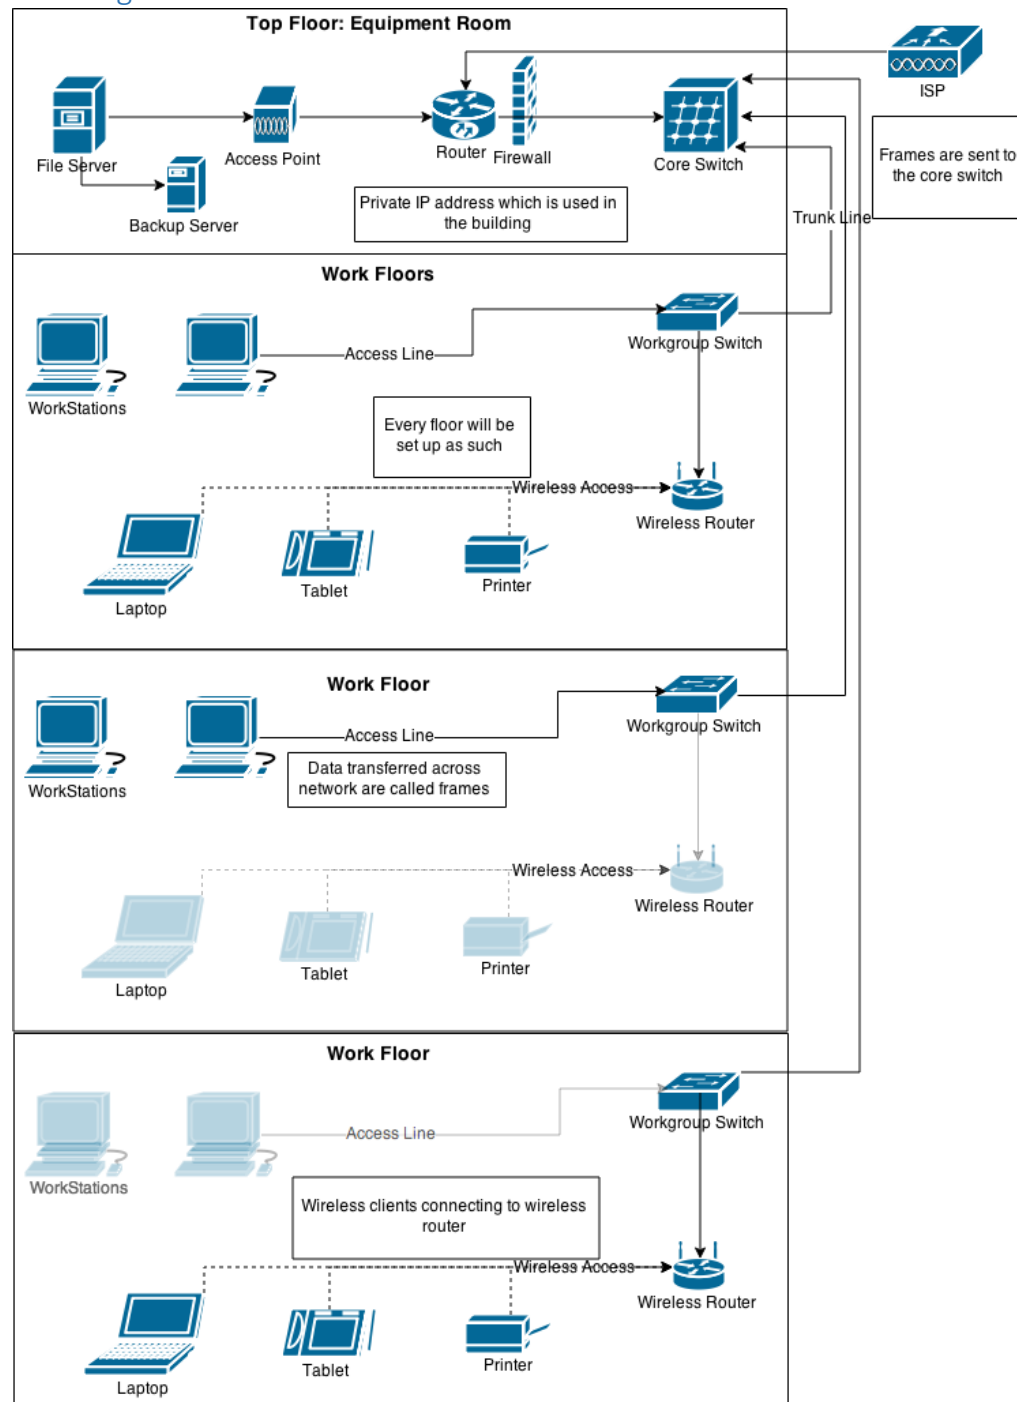 Top Floor: Equipment Room
ISP
File Server
Access Point
Router
Firewall
Core Switch
Backup Server
Private IP address which is used in
the building
Frames are sent to
the core switch
Trunk Line
Work Floors
WorkStations
Access Line
Workgroup Switch
Every floor will be
set up as such
Wireless Access
Wireless Router
Laptop
Tablet
Printer
Work Floor
WorkStations
Access Line
Workgroup Switch
Data transferred across
network are called frames
Wireless Access
Wireless Router
Laptop
Tablet
Printer
Work Floor
WorkStations
Access Line
Workgroup Switch
Wireless clients connecting to wireless
router
Wireless Access
Wireless Router
Laptop
Tablet
Printer